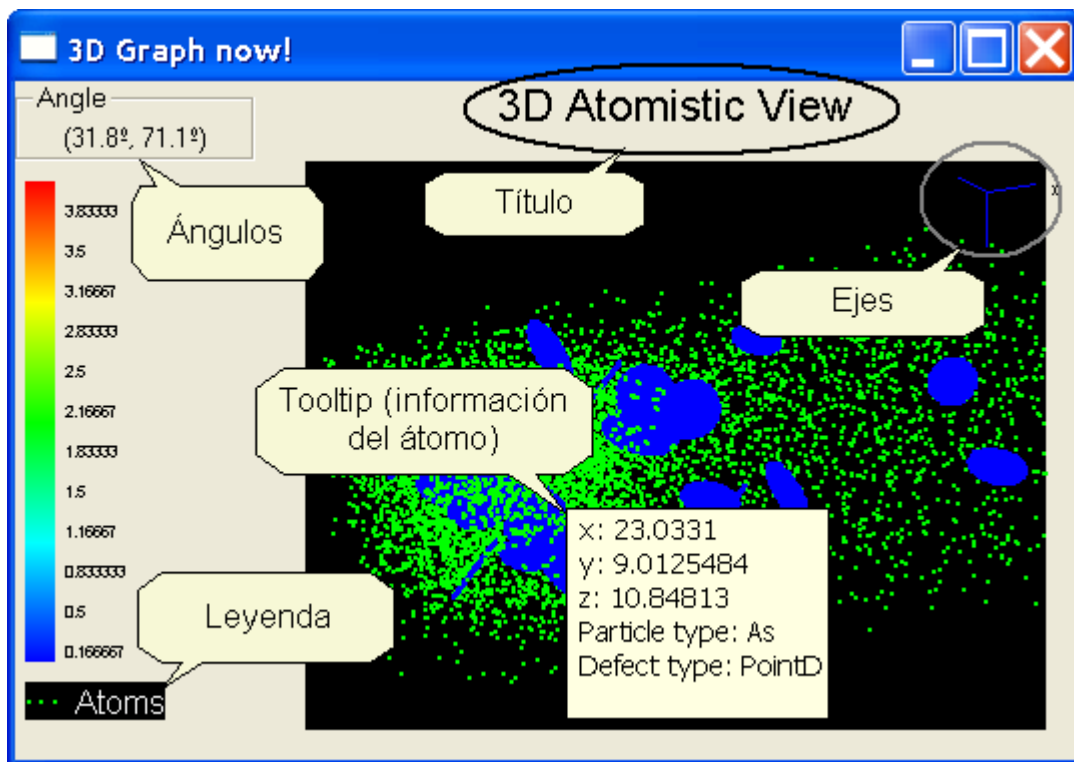 3D Graph now!
Angle
(31.8º, 71.1º)
3D Atomistic View
Título
Ángulos
x
Ejes
3.83333
3.5
3.16667
2.83333
2.5
2.16667
1.83333
1.5
1.16667
0.833333
0.5
0.166667
Tooltip (información
del átomo)
x: 23.0331
y: 9.0125484
z: 10.84813
Particle type: As
Defect type: PointD
Leyenda
Atoms